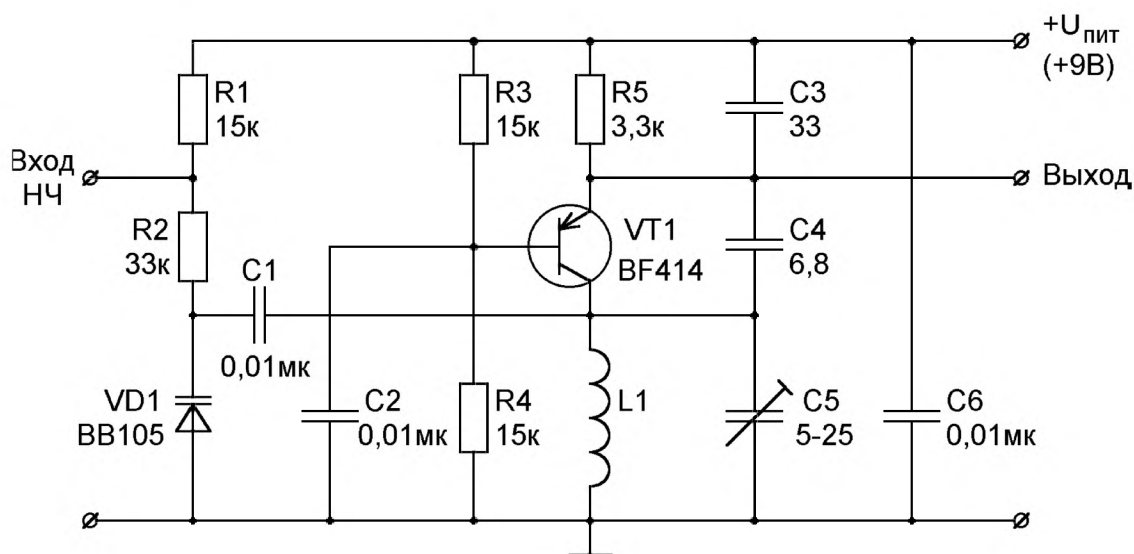 +Uпит
(+9В)
R1
15к
R3
15к
R5
3,3к
C3
33
Вход
НЧ
Выход
R2
33к
C1
0,01мк
VT1
BF414
C4
6,8
VD1
BB105
C2
0,01мк
R4
15к
L1
C5
5-25
C6
0,01мк